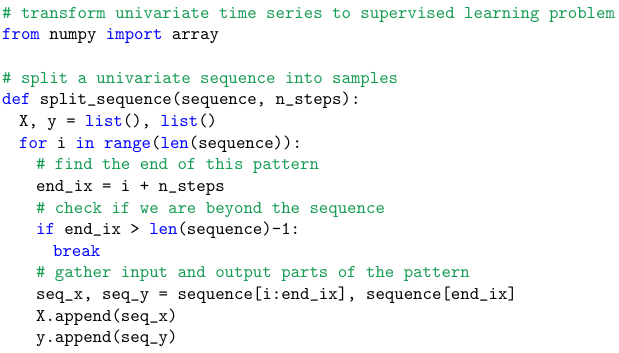 # transform univariate time series to supervised learning problem
from numpy import array

# split a univariate sequence into samples
def split_sequence(sequence, n_steps):
  X, y = list(), list()
  for i in range(len(sequence)):
    # find the end of this pattern
    end_ix = i + n_steps
    # check if we are beyond the sequence
    if end_ix > len(sequence)-1:
      break
    # gather input and output parts of the pattern
    seq_x, seq_y = sequence[i:end_ix], sequence[end_ix]
    X.append(seq_x)
    y.append(seq_y)